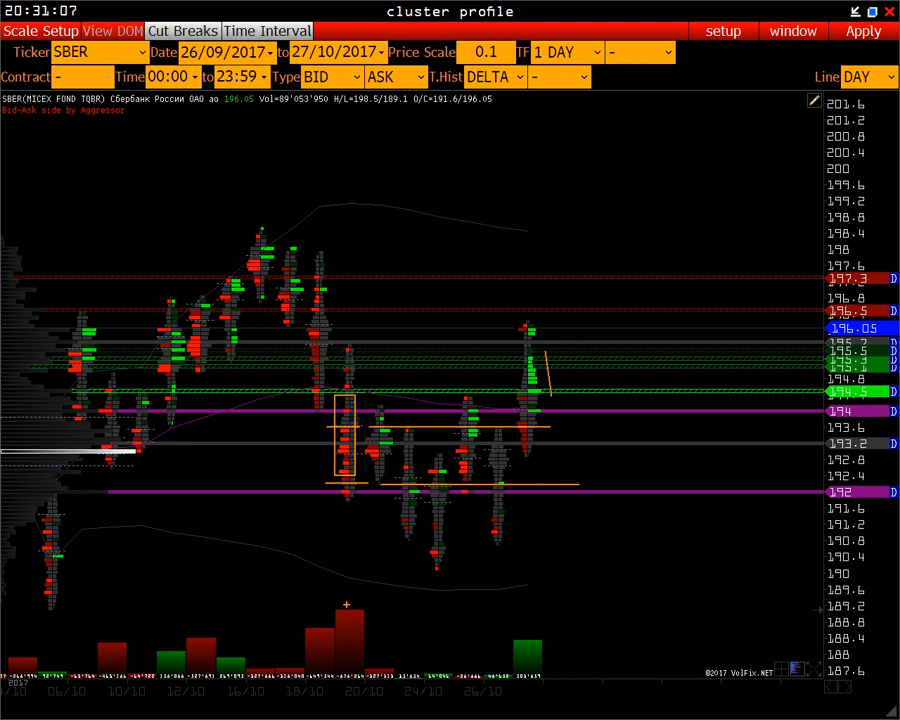 20:31:07 cluster profile
Scale Setup View DOM Cut Breaks Time Interval setup window Apply
Ticker SBER Date 26/09/2017 to 27/10/2017 Price Scale 0.1 TF 1 DAY -
Contract - Time 00:00 to 23:59 Type BID ASK T.Hist DELTA - Line DAY
SBER(MICEX FOND TQBR) Сбербанк России ОАО ао 196.05 Vol=89'053'950 H/L=198.5/189.1 O/C=191.6/196.05
Bid-Ask side by Aggressor
201.6
201.2
200.8
200.4
200
199.6
199.2
198.8
198.4
198
197.6
197.3 D
196.8
196.5 D
196.05
195.7 D
195.5 D
195.3 D
195.1 D
194.8
194.5 D
194 D
193.6
193.2 D
192.8
192.4
192 D
191.6
191.2
190.8
190.4
190
189.6
189.2
188.8
188.4
188
187.6
+
©2017 VolFix.NET
2017
06/10 10/10 12/10 16/10 18/10 20/10 24/10 26/10